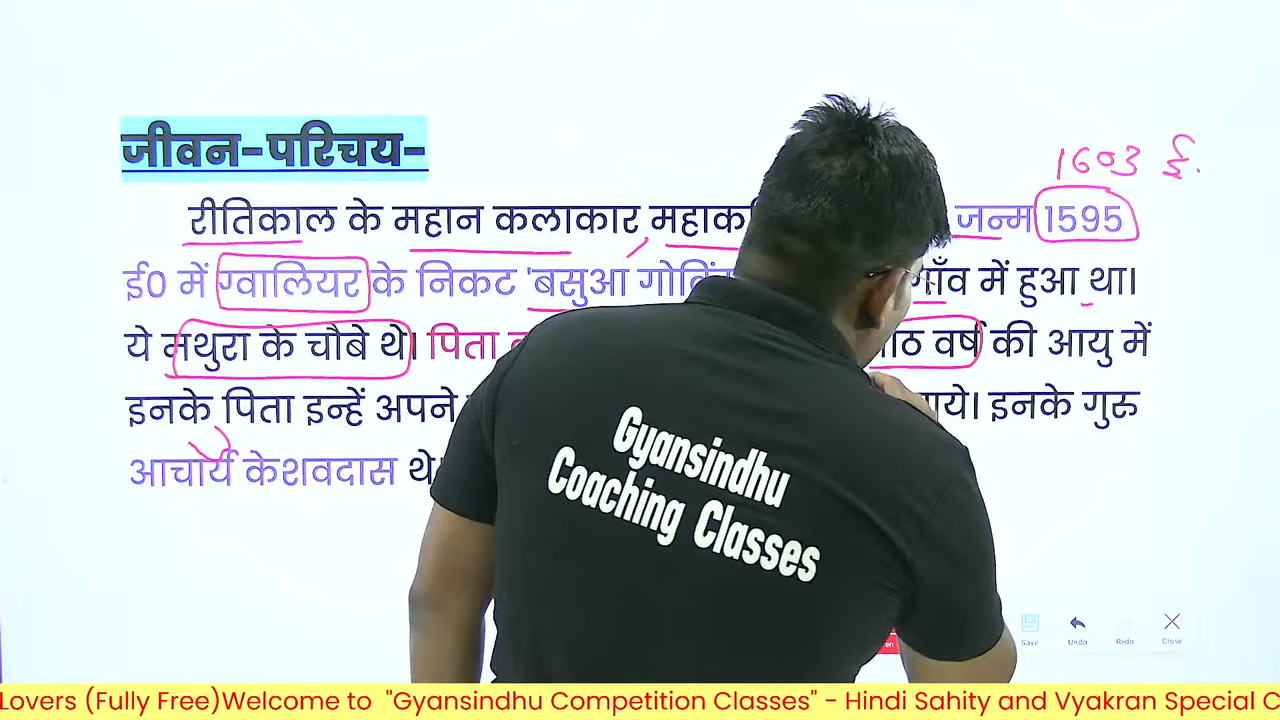 जीवन-परिचय-
1603 ई.
रीतिकाल के महान कलाकार, जन्म 1595
ई0 में ग्वालियर के निकट 'बसुआ गाँव में हुआ था।
ये मथुरा के चौबे थे। पिता वर्ष की आयु में
इनके पिता इन्हें अपने इनके गुरु
आचार्य केशवदास थे।
Gyansindhu
Coaching Classes
Save Undo Redo Close
Lovers (Fully Free)Welcome to "Gyansindhu Competition Classes" - Hindi Sahity and Vyakran Special